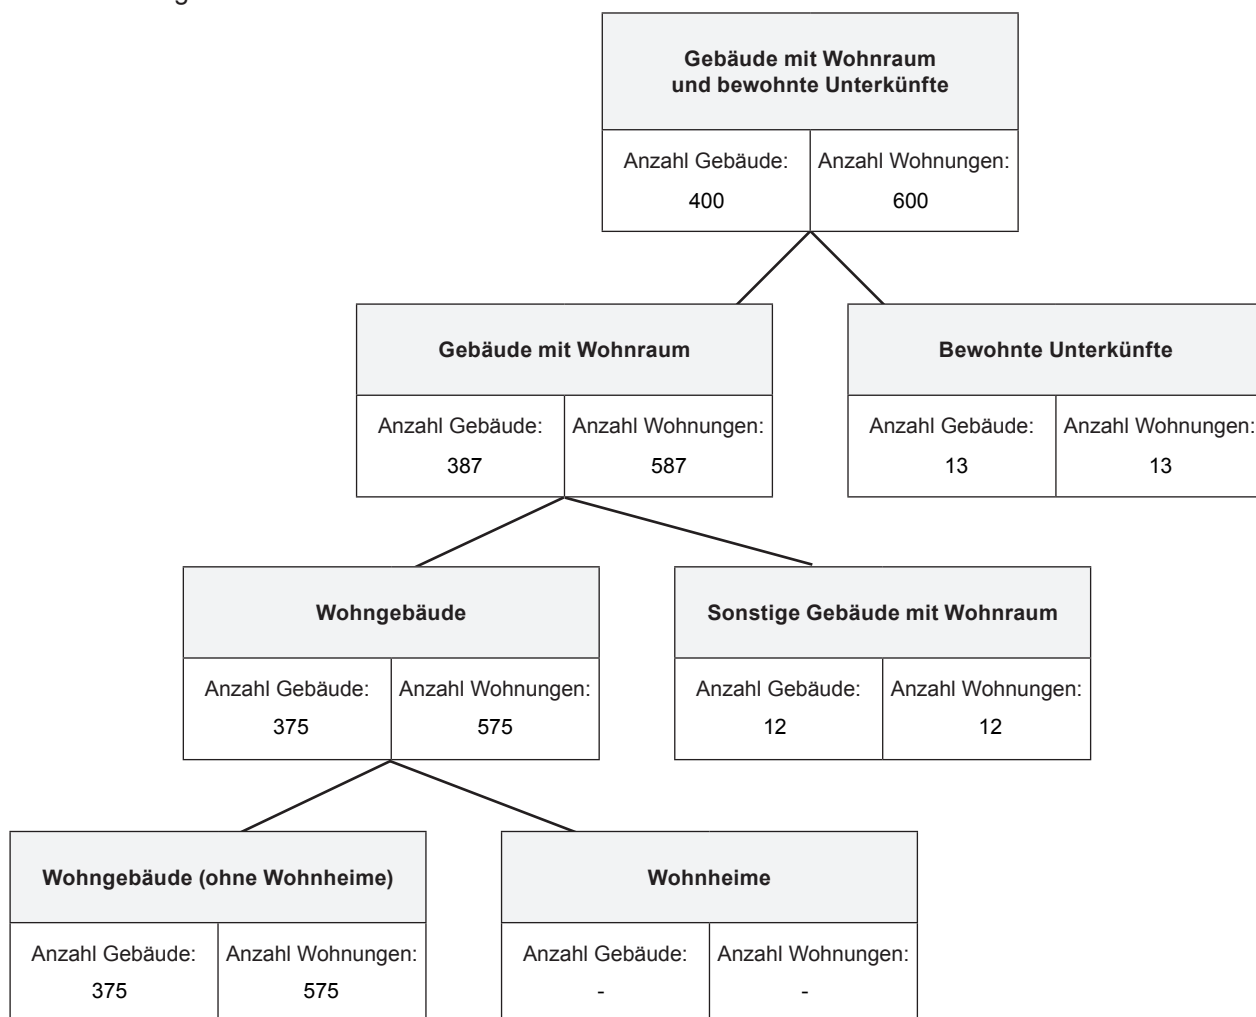 Gebäude mit Wohnraum
und bewohnte Unterkünfte
Anzahl Gebäude: Anzahl Wohnungen:
400 600
Gebäude mit Wohnraum
Bewohnte Unterkünfte
Anzahl Gebäude: Anzahl Wohnungen:
387 587
Anzahl Gebäude: Anzahl Wohnungen:
13 13
Wohngebäude
Sonstige Gebäude mit Wohnraum
Anzahl Gebäude: Anzahl Wohnungen:
375 575
Anzahl Gebäude: Anzahl Wohnungen:
12 12
Wohngebäude (ohne Wohnheime)
Wohnheime
Anzahl Gebäude: Anzahl Wohnungen:
375 575
Anzahl Gebäude: Anzahl Wohnungen:
- -